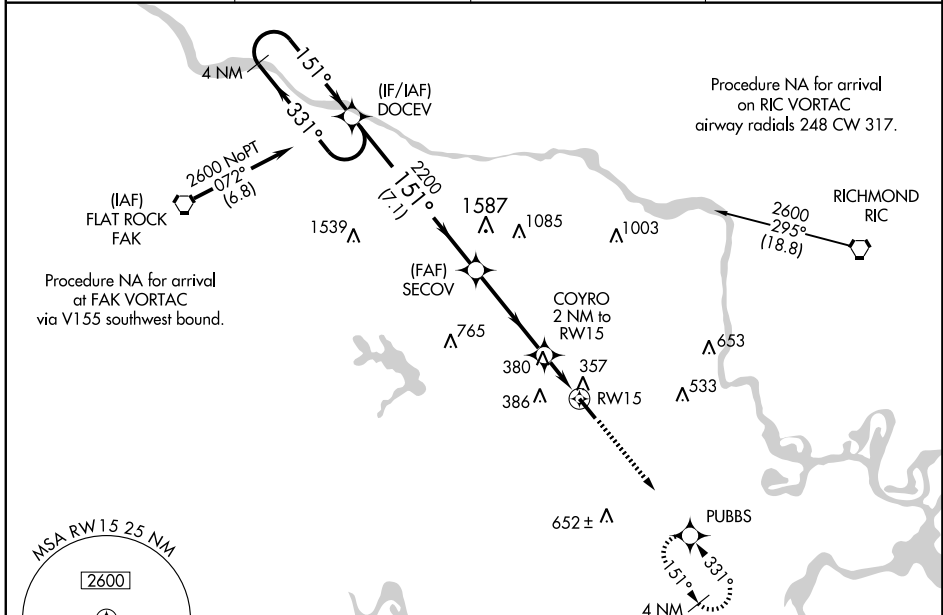 4 NM
151°
331°
(IF/IAF)
DOCEV
Procedure NA for arrival
on RIC VORTAC
airway radials 248 CW 317.
2600 NoPT
072°
(6.8)
(IAF)
FLAT ROCK
FAK
2200
151°
(7.1)
1539
1587
1085
1003
2600
295°
(18.8)
RICHMOND
RIC
Procedure NA for arrival
at FAK VORTAC
via V155 southwest bound.
(FAF)
SECOV
COYRO
2 NM to
RW15
765
380
357
653
386
RW15
533
652 ±
PUBBS
151°
331°
4 NM
MSA RW15 25 NM
2600